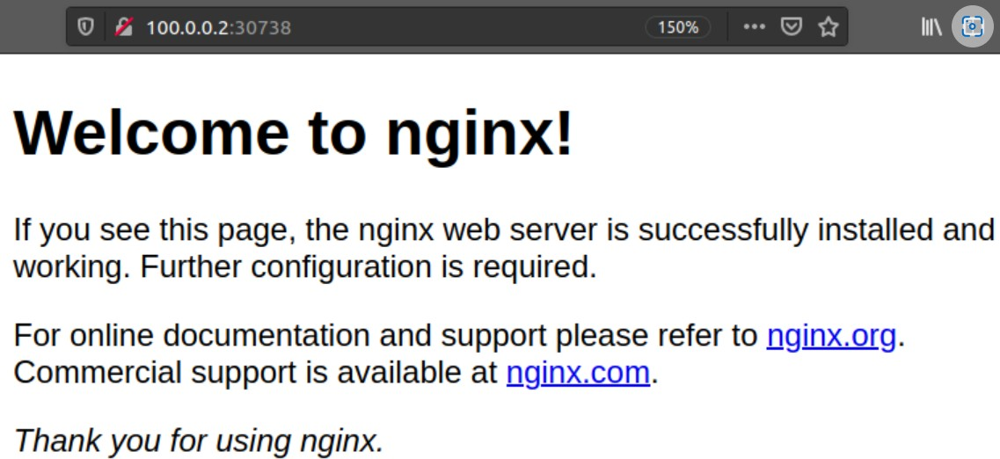 100.0.0.2:30738
150%
Welcome to nginx!
If you see this page, the nginx web server is successfully installed and
working. Further configuration is required.
For online documentation and support please refer to nginx.org.
Commercial support is available at nginx.com.
Thank you for using nginx.